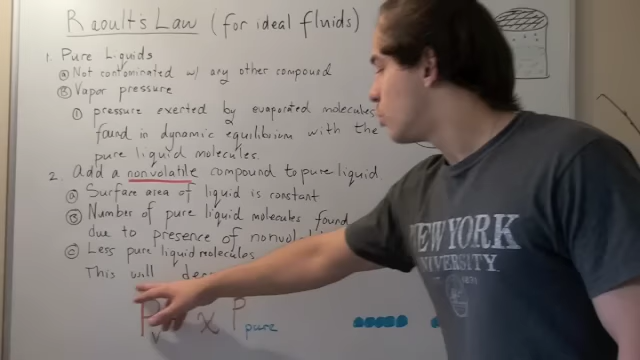 Raoult's Law (for ideal fluids)
1. Pure Liquids
ⓐ Not contaminated w/ any other compound
ⓑ Vapor pressure
① pressure exerted by evaporated molecules
found in dynamic equilibrium with the
pure liquid molecules.
2. Add a nonvolatile compound to pure liquid
ⓐ Surface area of liquid is constant
ⓑ Number of pure liquid molecules found
due to presence of nonvol
ⓒ Less pure liquid molecules
This will dec
P x P pure
NEW YORK
UNIVERSITY